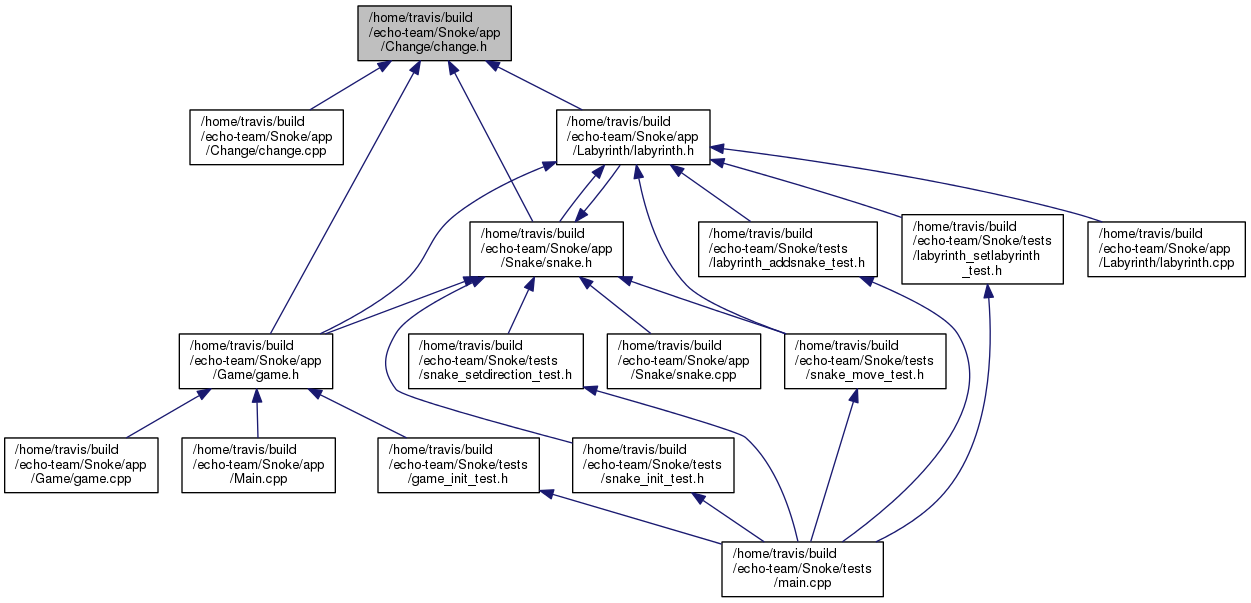 /home/travis/build
/echo-team/Snoke/app
/Change/change.h
/home/travis/build
/echo-team/Snoke/app
/Change/change.cpp
/home/travis/build
/echo-team/Snoke/app
/Labyrinth/labyrinth.h
/home/travis/build
/echo-team/Snoke/app
/Snake/snake.h
/home/travis/build
/echo-team/Snoke/tests
/labyrinth_addsnake_test.h
/home/travis/build
/echo-team/Snoke/tests
/labyrinth_setlabyrinth
_test.h
/home/travis/build
/echo-team/Snoke/app
/Labyrinth/labyrinth.cpp
/home/travis/build
/echo-team/Snoke/app
/Game/game.h
/home/travis/build
/echo-team/Snoke/tests
/snake_setdirection_test.h
/home/travis/build
/echo-team/Snoke/app
/Snake/snake.cpp
/home/travis/build
/echo-team/Snoke/tests
/snake_move_test.h
/home/travis/build
/echo-team/Snoke/app
/Game/game.cpp
/home/travis/build
/echo-team/Snoke/app
/Main.cpp
/home/travis/build
/echo-team/Snoke/tests
/game_init_test.h
/home/travis/build
/echo-team/Snoke/tests
/snake_init_test.h
/home/travis/build
/echo-team/Snoke/tests
/main.cpp